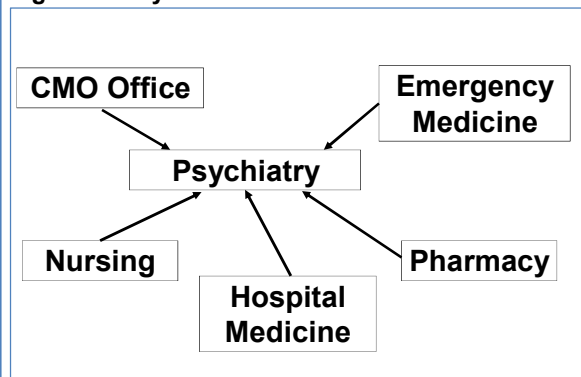 CMO Office
Emergency
Medicine
Psychiatry
Nursing
Pharmacy
Hospital
Medicine